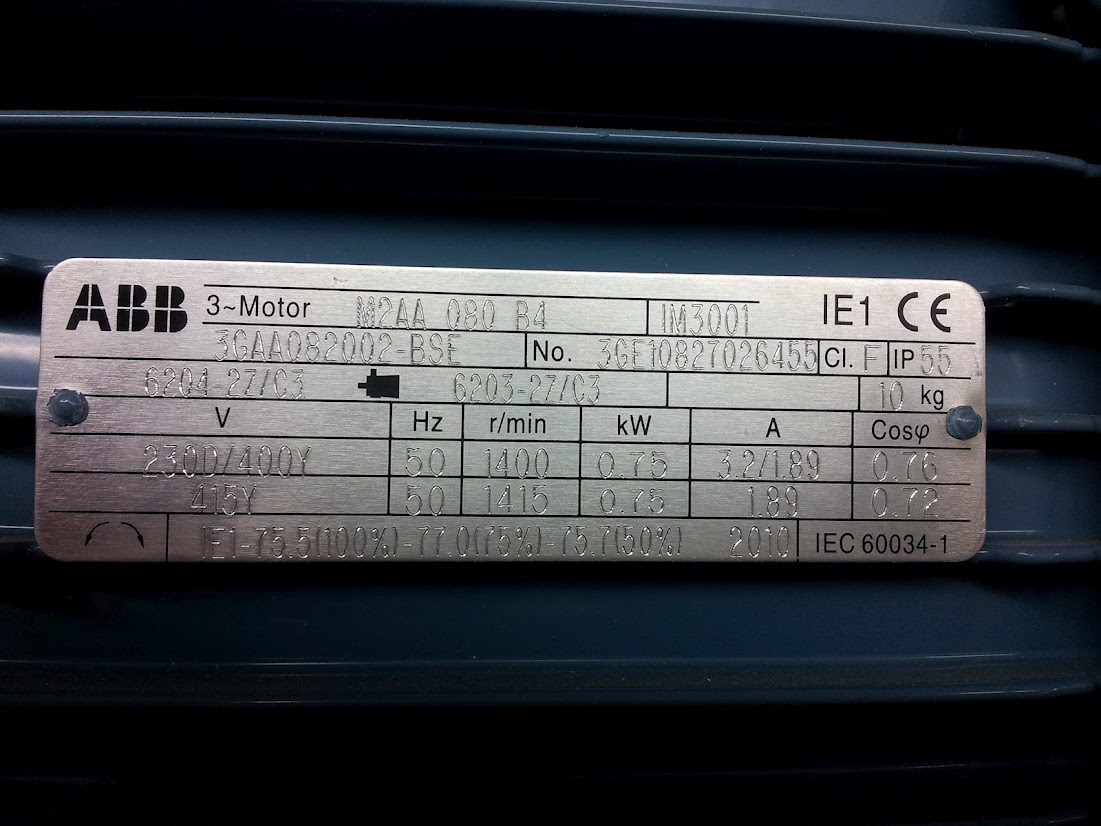 ABB 3~Motor M2AA 080 B4 IM3001 IE1 CE
3GAA082002-BSE No. 3GE10827026455 Cl. F IP 55
6204-2Z/C3 6203-2Z/C3 10 kg
V Hz r/min kW A Cosφ
230D/400Y 50 1400 0.75 3.2/1.89 0.76
415Y 50 1415 0.75 1.89 0.72
IE1-75.5(100%)-77.0(75%)-75.7(50%) 2010 IEC 60034-1